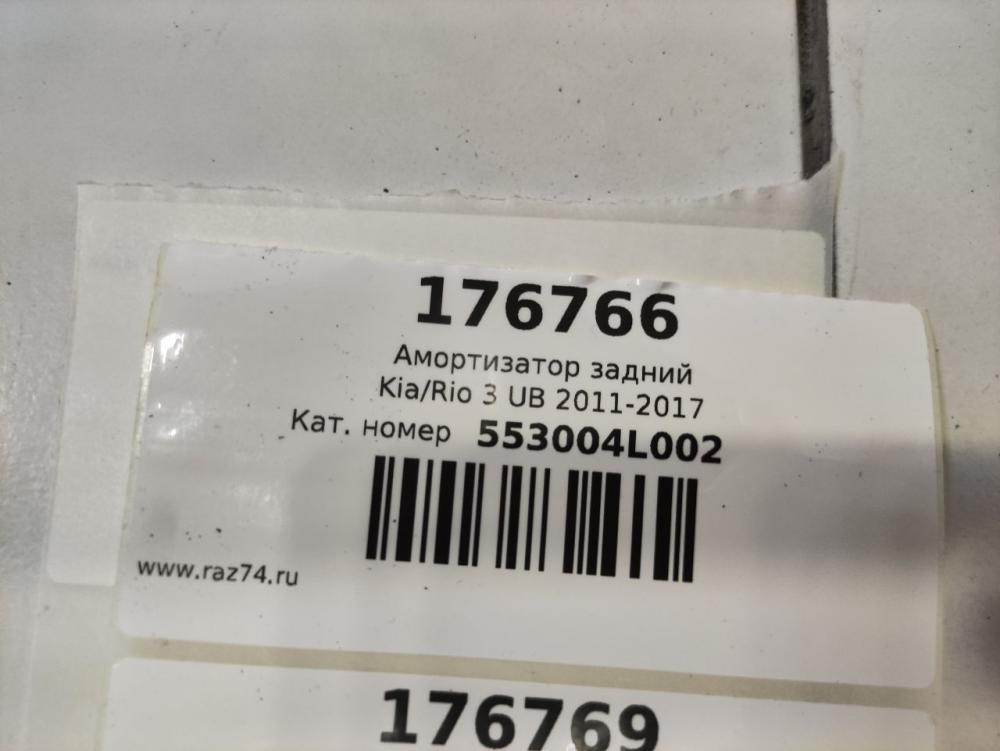 176766
Амортизатор задний
Kia/Rio 3 UB 2011-2017
Кат. номер 553004L002
www.raz74.ru
176769